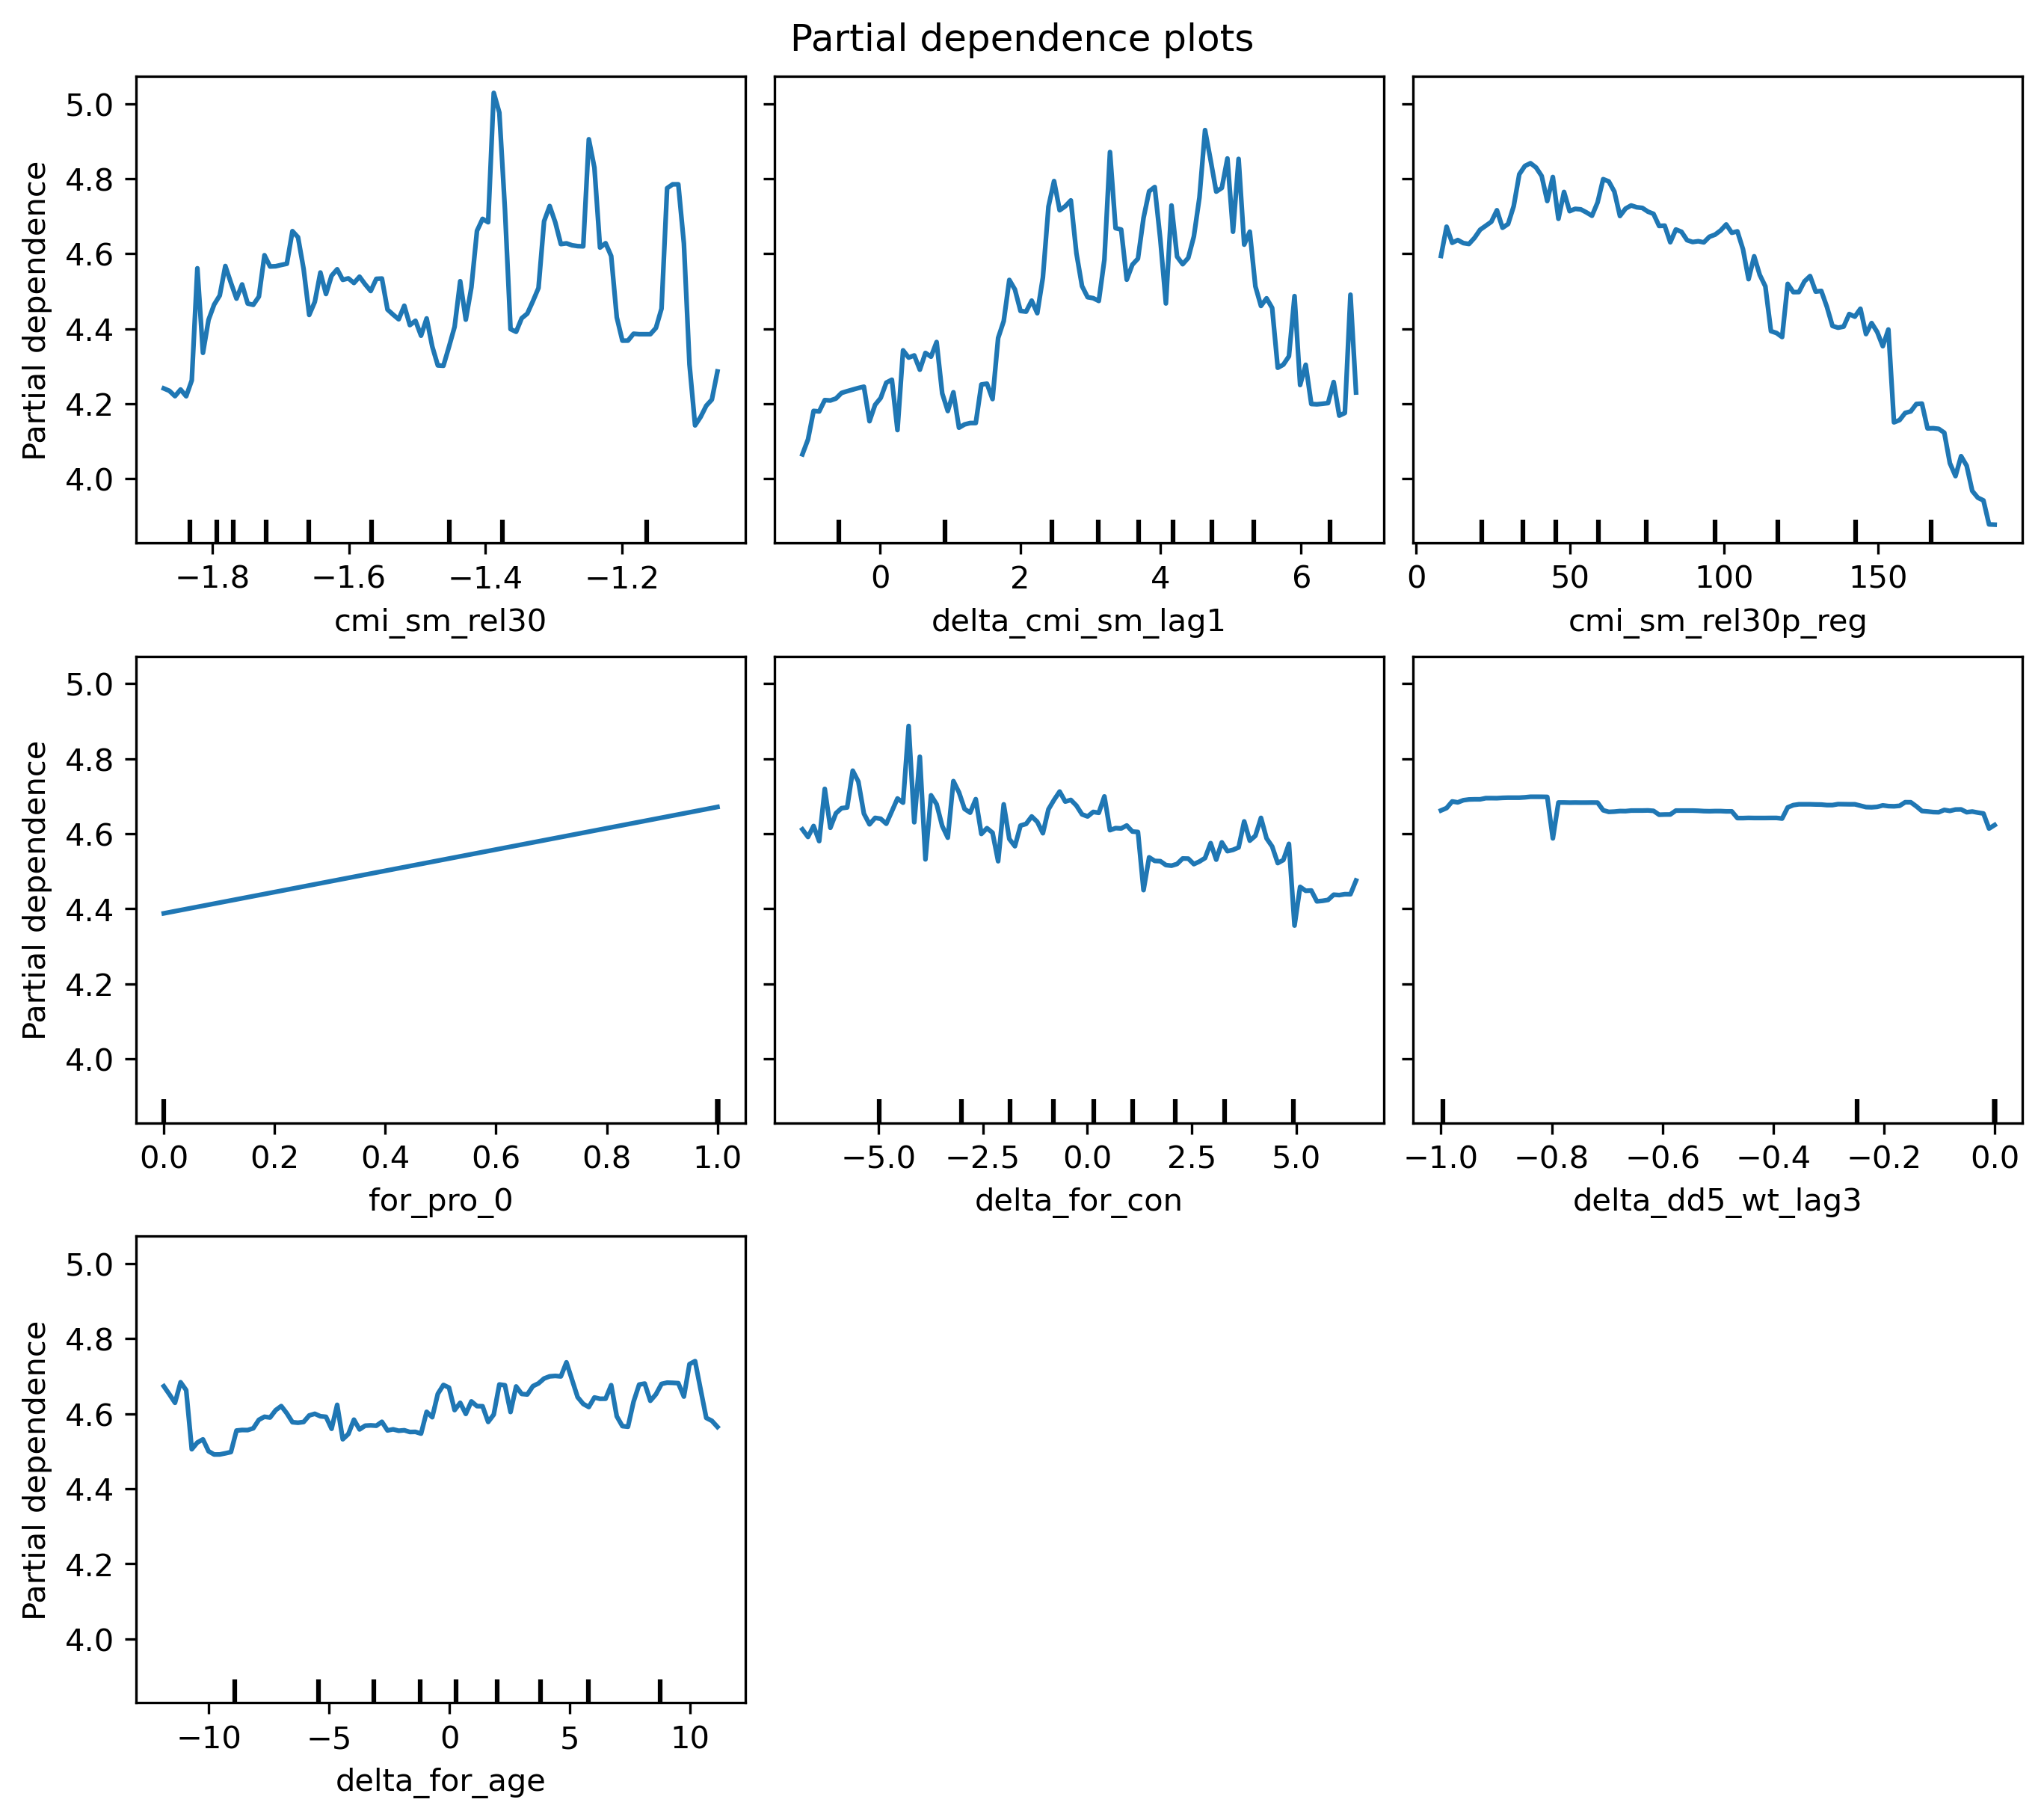 Partial dependence plots
Partial dependence
5.0
4.8
4.6
4.4
4.2
4.0
−1.8 −1.6 −1.4 −1.2
cmi_sm_rel30
0 2 4 6
delta_cmi_sm_lag1
0 50 100 150
cmi_sm_rel30p_reg
Partial dependence
5.0
4.8
4.6
4.4
4.2
4.0
0.0 0.2 0.4 0.6 0.8 1.0
for_pro_0
−5.0 −2.5 0.0 2.5 5.0
delta_for_con
−1.0 −0.8 −0.6 −0.4 −0.2 0.0
delta_dd5_wt_lag3
Partial dependence
5.0
4.8
4.6
4.4
4.2
4.0
−10 −5 0 5 10
delta_for_age